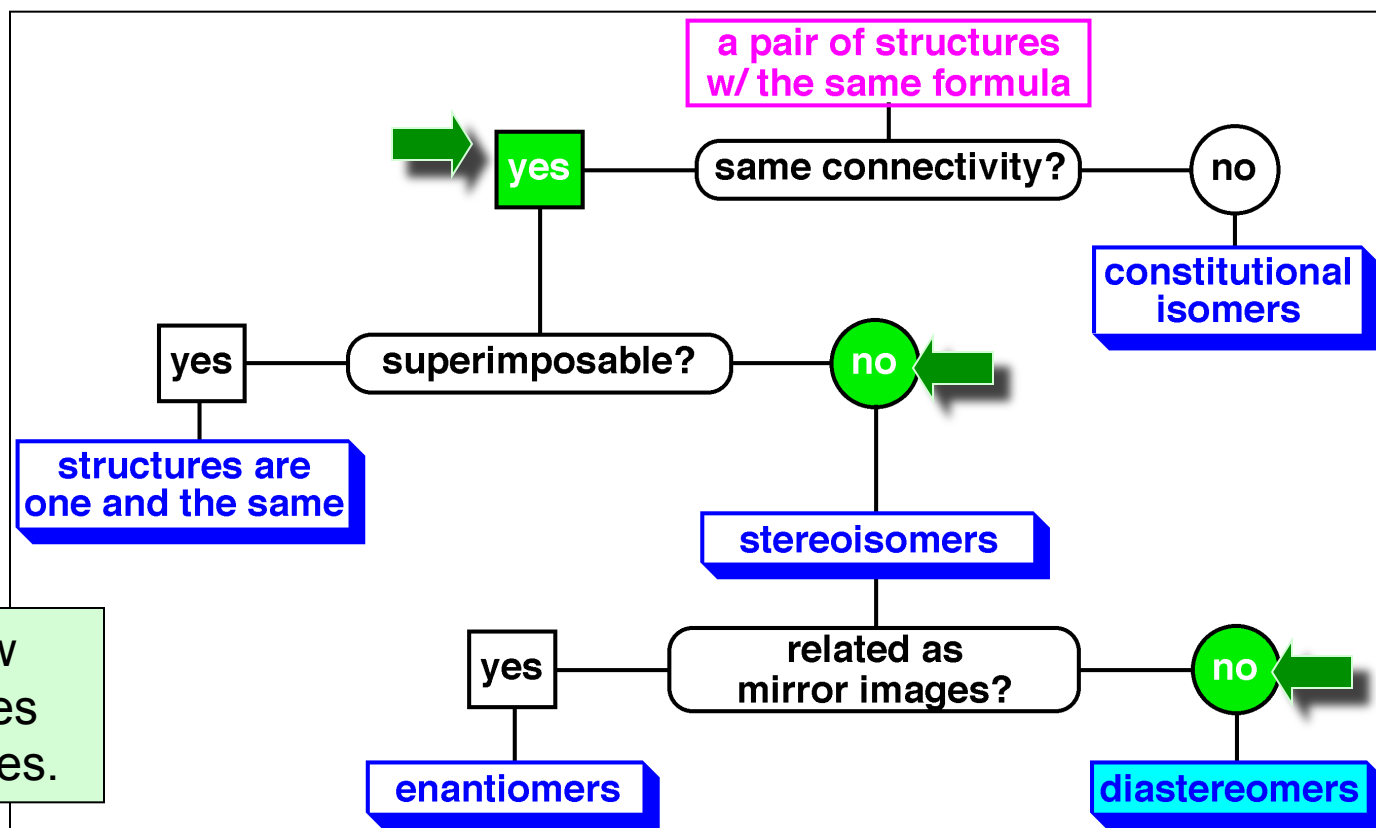 a pair of structures
w/ the same formula
yes
same connectivity?
no
constitutional
isomers
yes
superimposable?
no
structures are
one and the same
stereoisomers
yes
related as
mirror images?
no
enantiomers
diastereomers